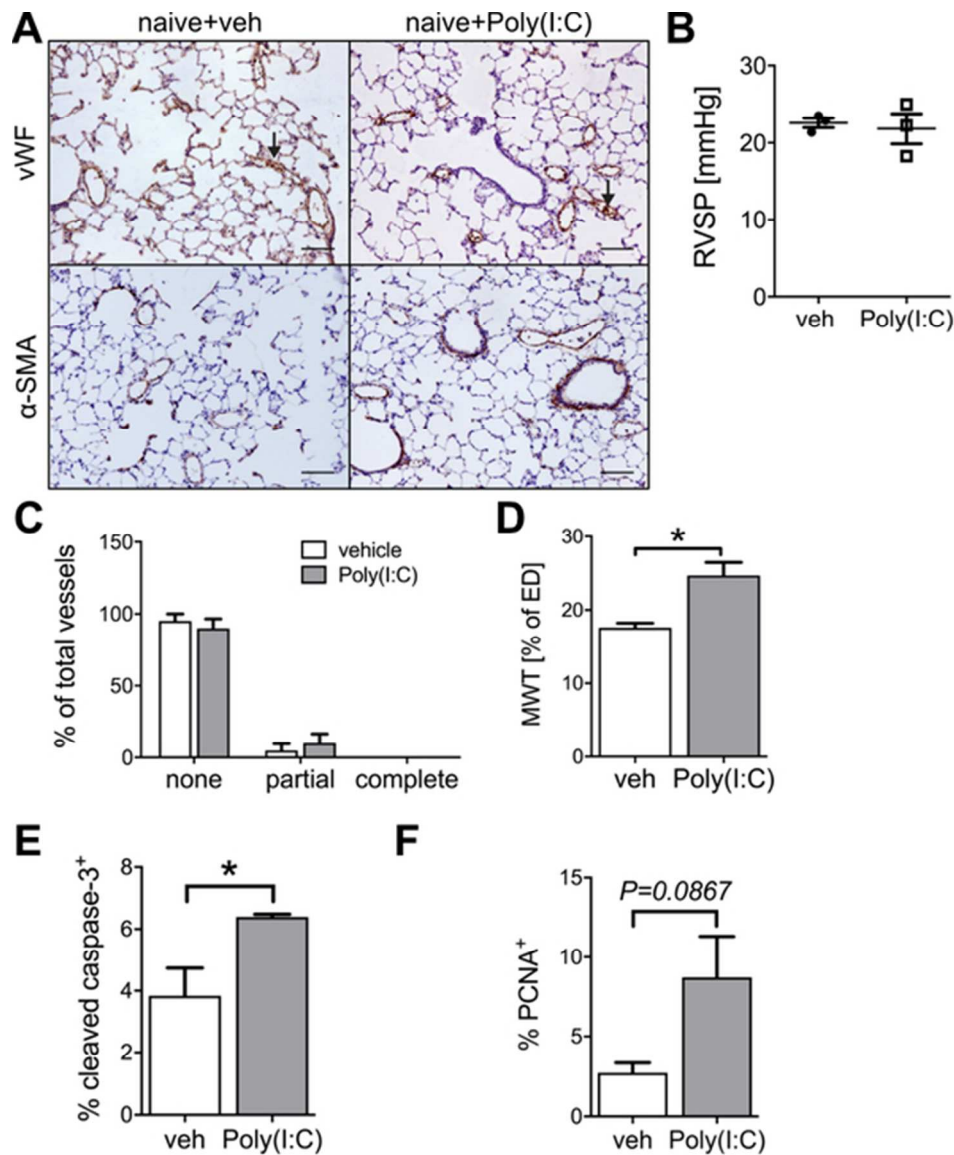 A
naive+veh
naive+Poly(I:C)
vWF
α-SMA
B
RVSP [mmHg]
30
20
10
0
veh
Poly(I:C)
C
% of total vessels
150
100
50
0
vehicle
Poly(I:C)
none
partial
complete
D
MWT [% of ED]
30
20
10
0
*
veh
Poly(I:C)
E
% cleaved caspase-3⁺
8
6
4
2
0
*
veh
Poly(I:C)
F
% PCNA⁺
15
10
5
0
P=0.0867
veh
Poly(I:C)